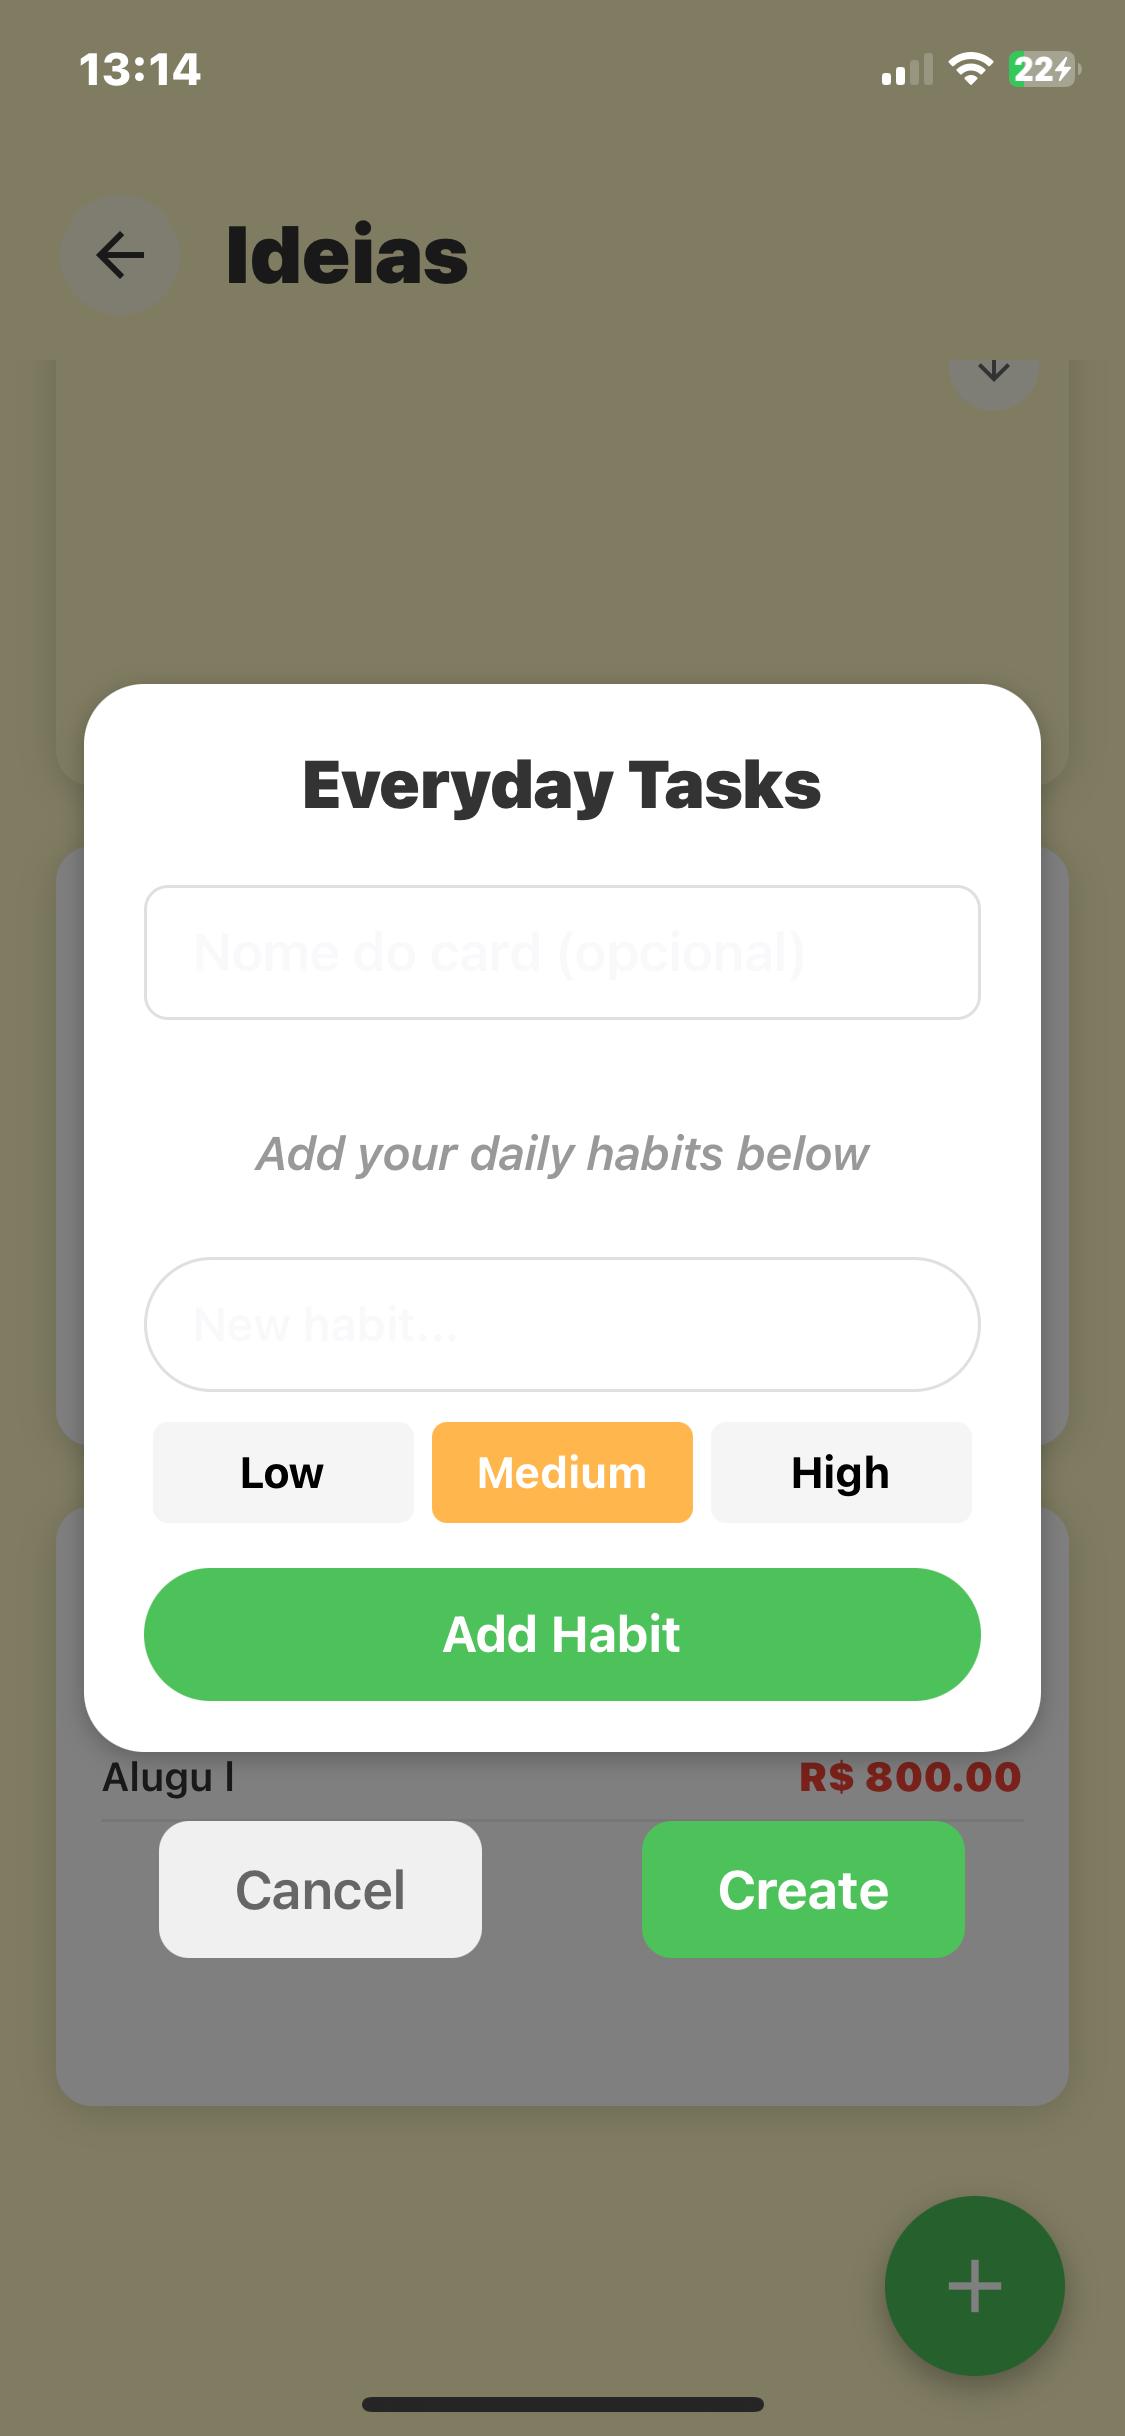 13:14
22
Ideias
Everyday Tasks
Nome do card (opcional)
Add your daily habits below
New habit...
Low Medium High
Add Habit
Alugu l R$ 800.00
Cancel Create